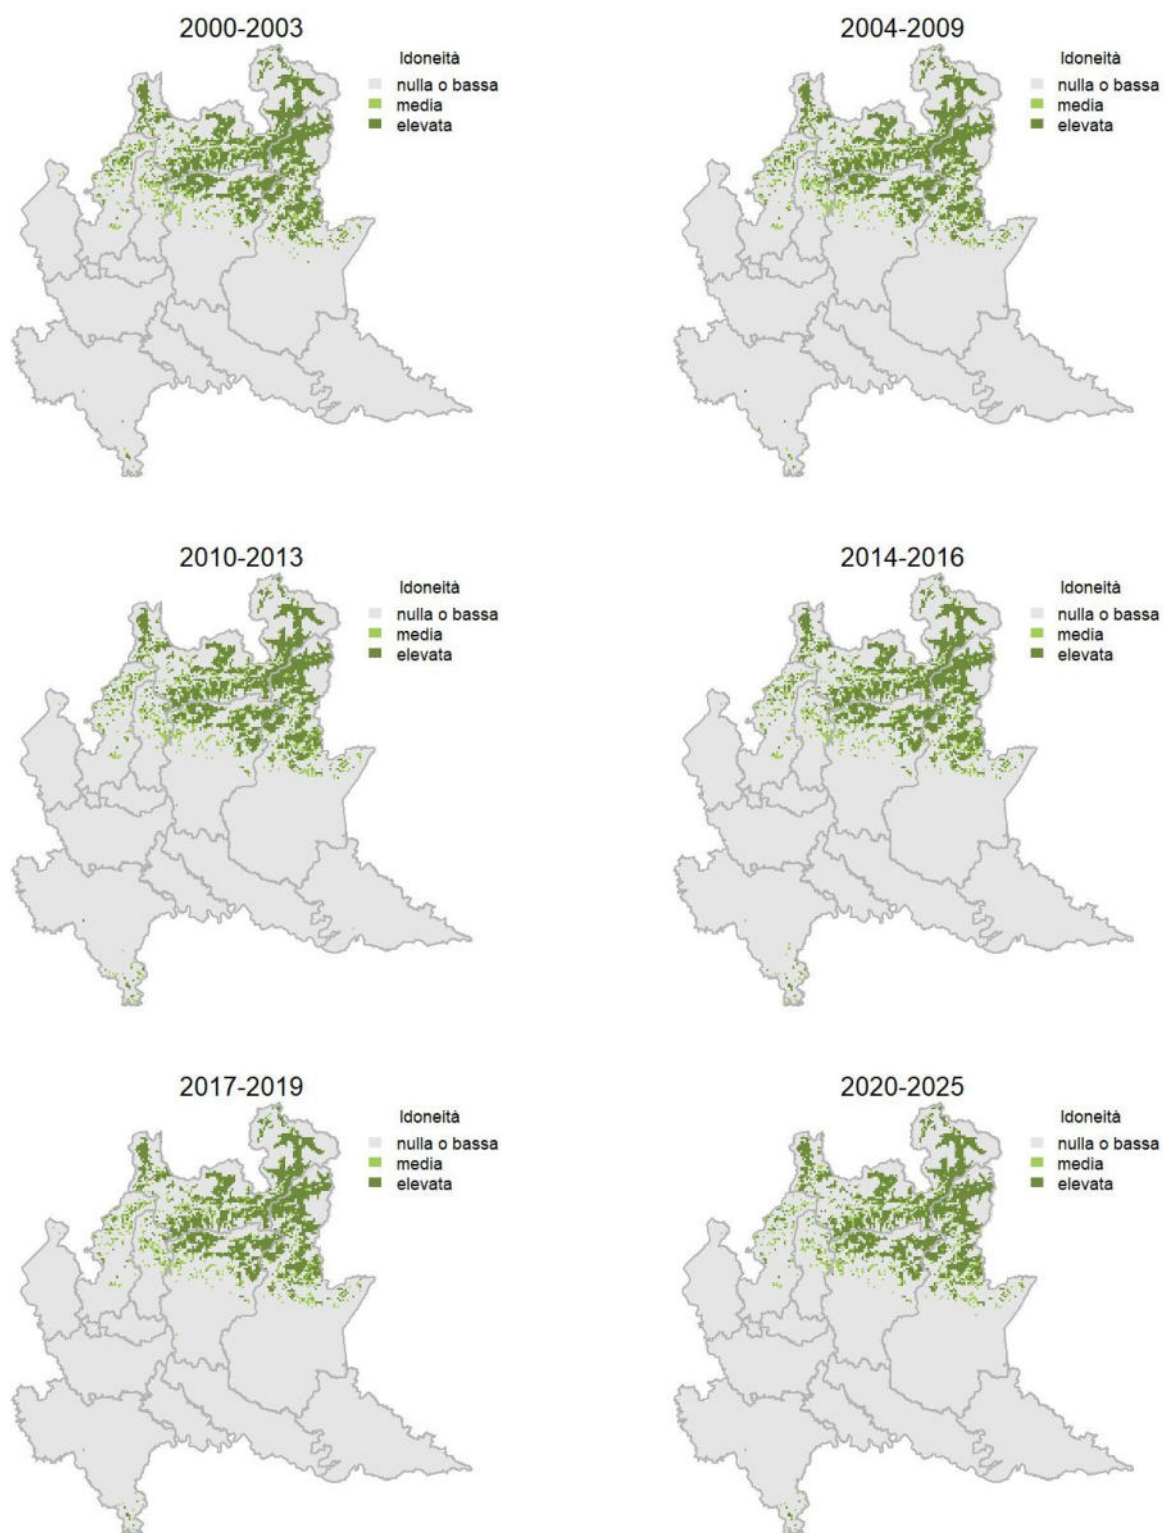 2000-2003
Idoneità
nulla o bassa
media
elevata
2004-2009
Idoneità
nulla o bassa
media
elevata
2010-2013
Idoneità
nulla o bassa
media
elevata
2014-2016
Idoneità
nulla o bassa
media
elevata
2017-2019
Idoneità
nulla o bassa
media
elevata
2020-2025
Idoneità
nulla o bassa
media
elevata